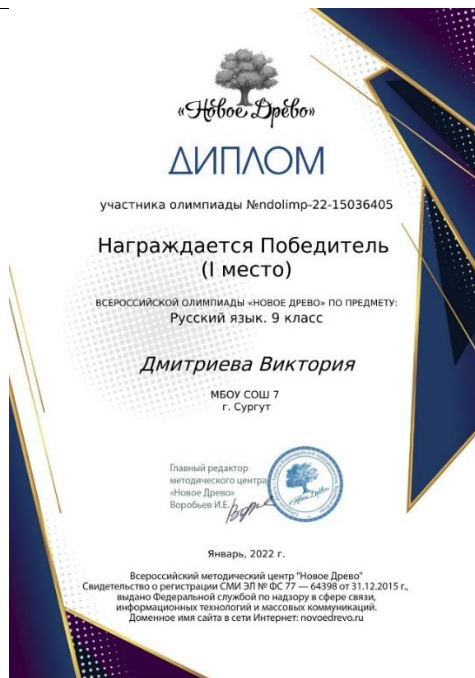 «Новое Древо»
ДИПЛОМ
участника олимпиады №ndolimp-22-15036405
Награждается Победитель
(I место)
ВСЕРОССИЙСКОЙ ОЛИМПИАДЫ «НОВОЕ ДРЕВО» ПО ПРЕДМЕТУ:
Русский язык. 9 класс
Дмитриева Виктория
МБОУ СОШ 7
г. Сургут
Главный редактор
методического центра
«Новое Древо»
Воробьев И.Е.
«Новое Древо»
Январь, 2022 г.
Всероссийский методический центр "Новое Древо"
Свидетельство о регистрации СМИ ЭЛ № ФС 77 — 64398 от 31.12.2015 г.,
выдано Федеральной службой по надзору в сфере связи,
информационных технологий и массовых коммуникаций.
Доменное имя сайта в сети Интернет: novoedrevo.ru